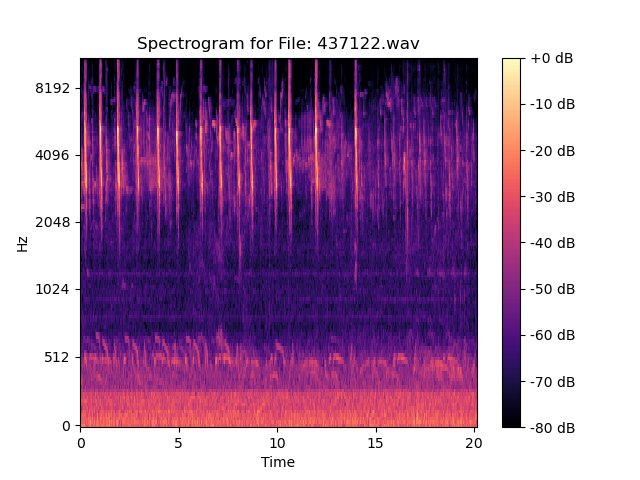 Spectrogram for File: 437122.wav
8192
4096
2048
1024
512
0
Hz
0
5
10
15
20
Time
+0 dB
-10 dB
-20 dB
-30 dB
-40 dB
-50 dB
-60 dB
-70 dB
-80 dB